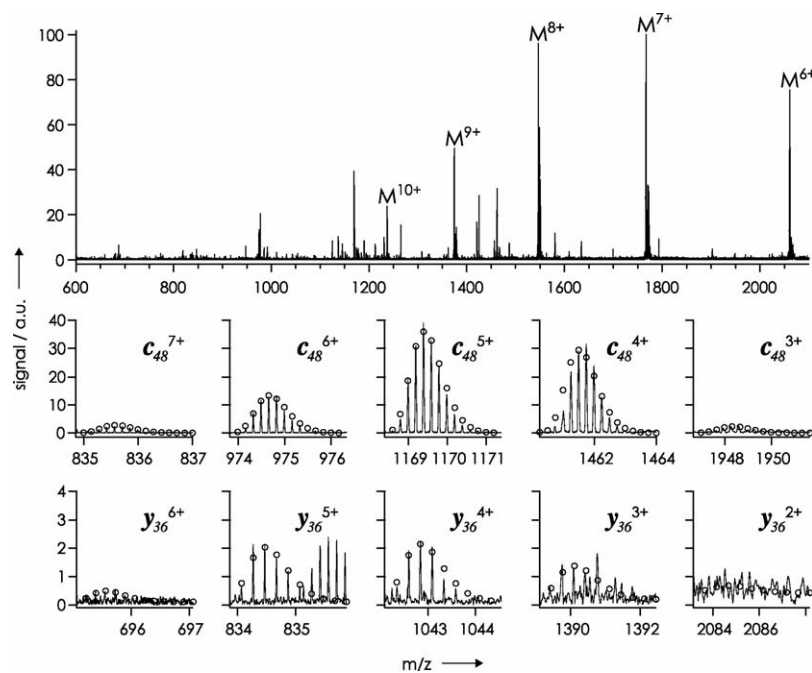 100
80
60
40
20
0
M10+
M9+
M8+
M7+
M6+
600 1000 1200 1400 1600 1800 2000
signal / a.u.
40
30
20
10
0
c48 7+
c48 6+
c48 5+
c48 4+
c48 3+
835 836 837
974 975 976
1169 1170 1171
1462 1464
1948 1950
4
3
2
1
0
y36 6+
y36 5+
y36 4+
y36 3+
y36 2+
696 697
834 835
1043 1044
1390 1392
2084 2086
m/z